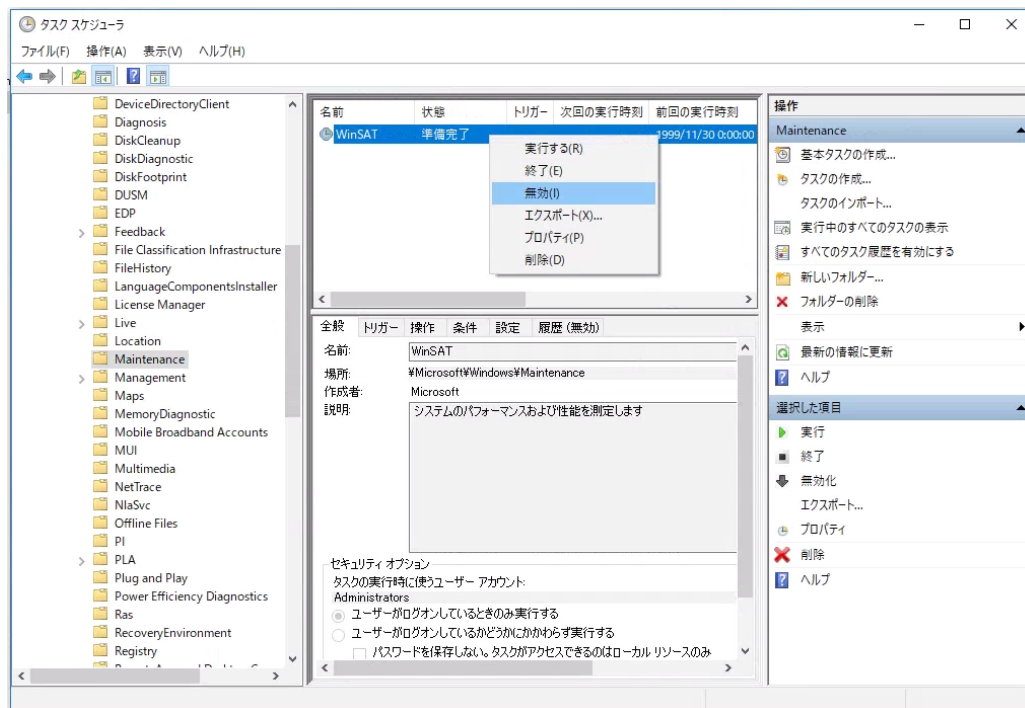 タスク スケジューラ
ファイル(F) 操作(A) 表示(V) ヘルプ(H)
DeviceDirectoryClient
Diagnosis
DiskCleanup
DiskDiagnostic
DiskFootprint
DUSM
EDP
Feedback
File Classification Infrastructure
FileHistory
LanguageComponentsInstaller
License Manager
Live
Location
Maintenance
Management
Maps
MemoryDiagnostic
Mobile Broadband Accounts
MUI
Multimedia
NetTrace
NlaSvc
Offline Files
PI
PLA
Plug and Play
Power Efficiency Diagnostics
Ras
RecoveryEnvironment
Registry
名前 状態 トリガー 次回の実行時刻 前回の実行時刻
WinSAT 準備完了 1999/11/30 0:00:00
実行する(R)
終了(E)
無効(I)
エクスポート(X)...
プロパティ(P)
削除(D)
全般 トリガー 操作 条件 設定 履歴 (無効)
名前: WinSAT
場所: ¥Microsoft¥Windows¥Maintenance
作成者: Microsoft
説明: システムのパフォーマンスおよび性能を測定します
セキュリティ オプション
タスクの実行時に使うユーザー アカウント:
Administrators
ユーザーがログオンしているときのみ実行する
ユーザーがログオンしているかどうかにかかわらず実行する
パスワードを保存しない。タスクがアクセスできるのはローカル リソースのみ
操作
Maintenance
基本タスクの作成...
タスクの作成...
タスクのインポート...
実行中のすべてのタスクの表示
すべてのタスク履歴を有効にする
新しいフォルダー...
フォルダーの削除
表示
最新の情報に更新
ヘルプ
選択した項目
実行
終了
無効化
エクスポート...
プロパティ
削除
ヘルプ